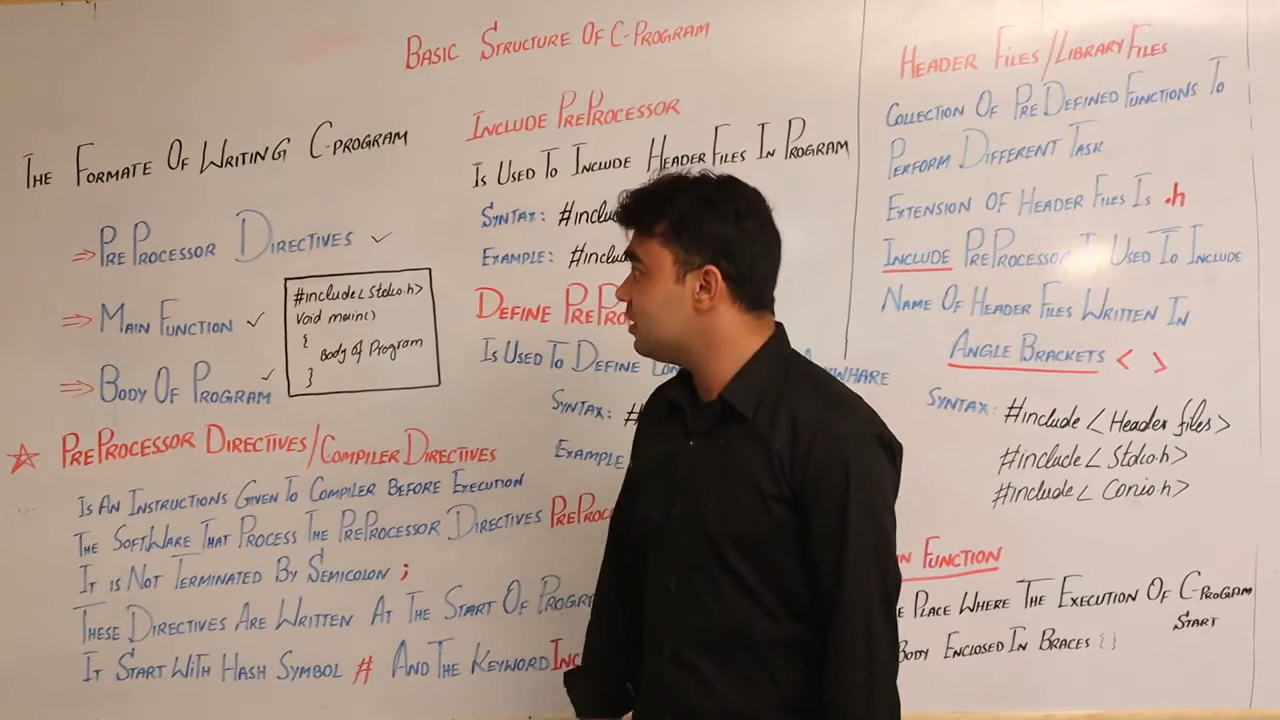 BASIC STRUCTURE OF C-PROGRAM
THE FORMATE OF WRITING C-PROGRAM
⇒ PREPROCESSOR DIRECTIVES ✓
⇒ MAIN FUNCTION ✓
⇒ BODY OF PROGRAM ✓
#include<Stdio.h>
Void main()
{
Body of Program
}
☆ PREPROCESSOR DIRECTIVES/COMPILER DIRECTIVES
IS AN INSTRUCTIONS GIVEN TO COMPILER BEFORE EXECUTION
THE SOFTWARE THAT PROCESS THE PREPROCESSOR DIRECTIVES
IT IS NOT TERMINATED BY SEMICOLON ;
THESE DIRECTIVES ARE WRITTEN AT THE START OF
IT START WITH HASH SYMBOL # AND THE KEYWORD
INCLUDE PREPROCESSOR
IS USED TO INCLUDE HEADER FILES IN PROGRAM
SYNTAX:
EXAMPLE:
DEFINE
IS USED TO DEFINE
SYNTAX: #
EXAMPLE
HEADER FILES/LIBRARY FILES
COLLECTION OF PREDEFINED FUNCTIONS TO
PERFORM DIFFERENT TASK
EXTENSION OF HEADER FILES IS .h
INCLUDE PREPROCESSOR IS USED TO INCLUDE
NAME OF HEADER FILES WRITTEN IN
ANGLE BRACKETS < >
SYNTAX: #include <Header files>
#include< Stdio.h>
#include< Conio.h>
FUNCTION
PLACE WHERE THE EXECUTION OF C-PROGRAM
START
BODY ENCLOSED IN BRACES { }